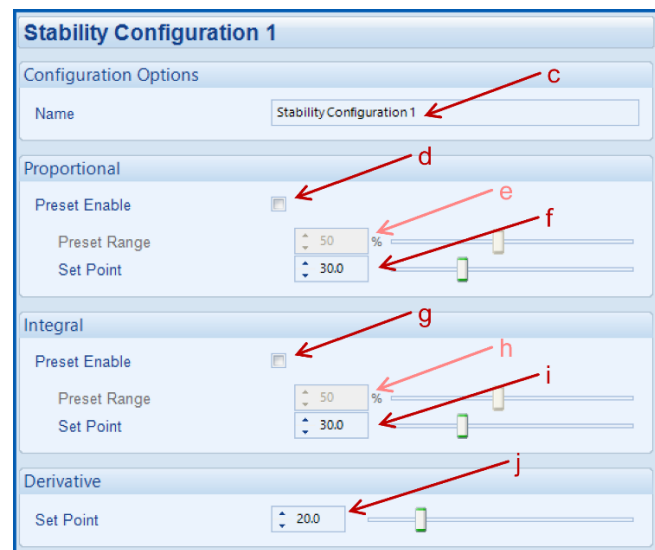 Stability Configuration 1
Configuration Options
c
Name
Stability Configuration 1
Proportional
d
Preset Enable
e
Preset Range 50 %
f
Set Point 30.0
Integral
g
Preset Enable
h
Preset Range 50 %
i
Set Point 30.0
Derivative
j
Set Point 20.0